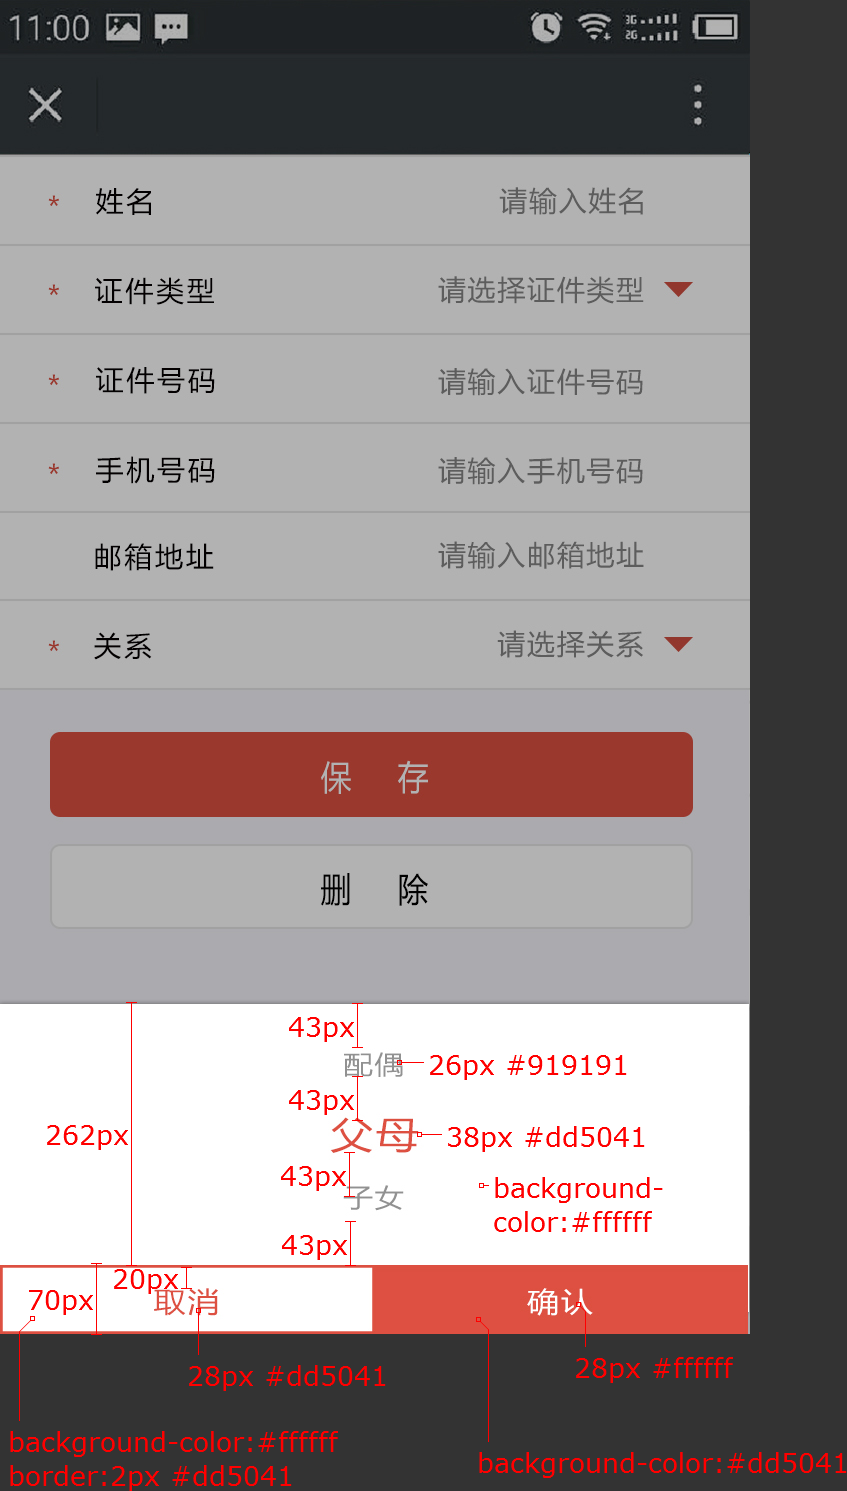 11:00
3G
2G
* 姓名 请输入姓名
* 证件类型 请选择证件类型
* 证件号码 请输入证件号码
* 手机号码 请输入手机号码
邮箱地址 请输入邮箱地址
* 关系 请选择关系
保 存
删 除
43px
配偶 26px #919191
43px
262px 父母 38px #dd5041
43px
子女 background-
color:#ffffff
43px
20px
70px 取消 确认
28px #dd5041 28px #ffffff
background-color:#ffffff
border:2px #dd5041
background-color:#dd5041